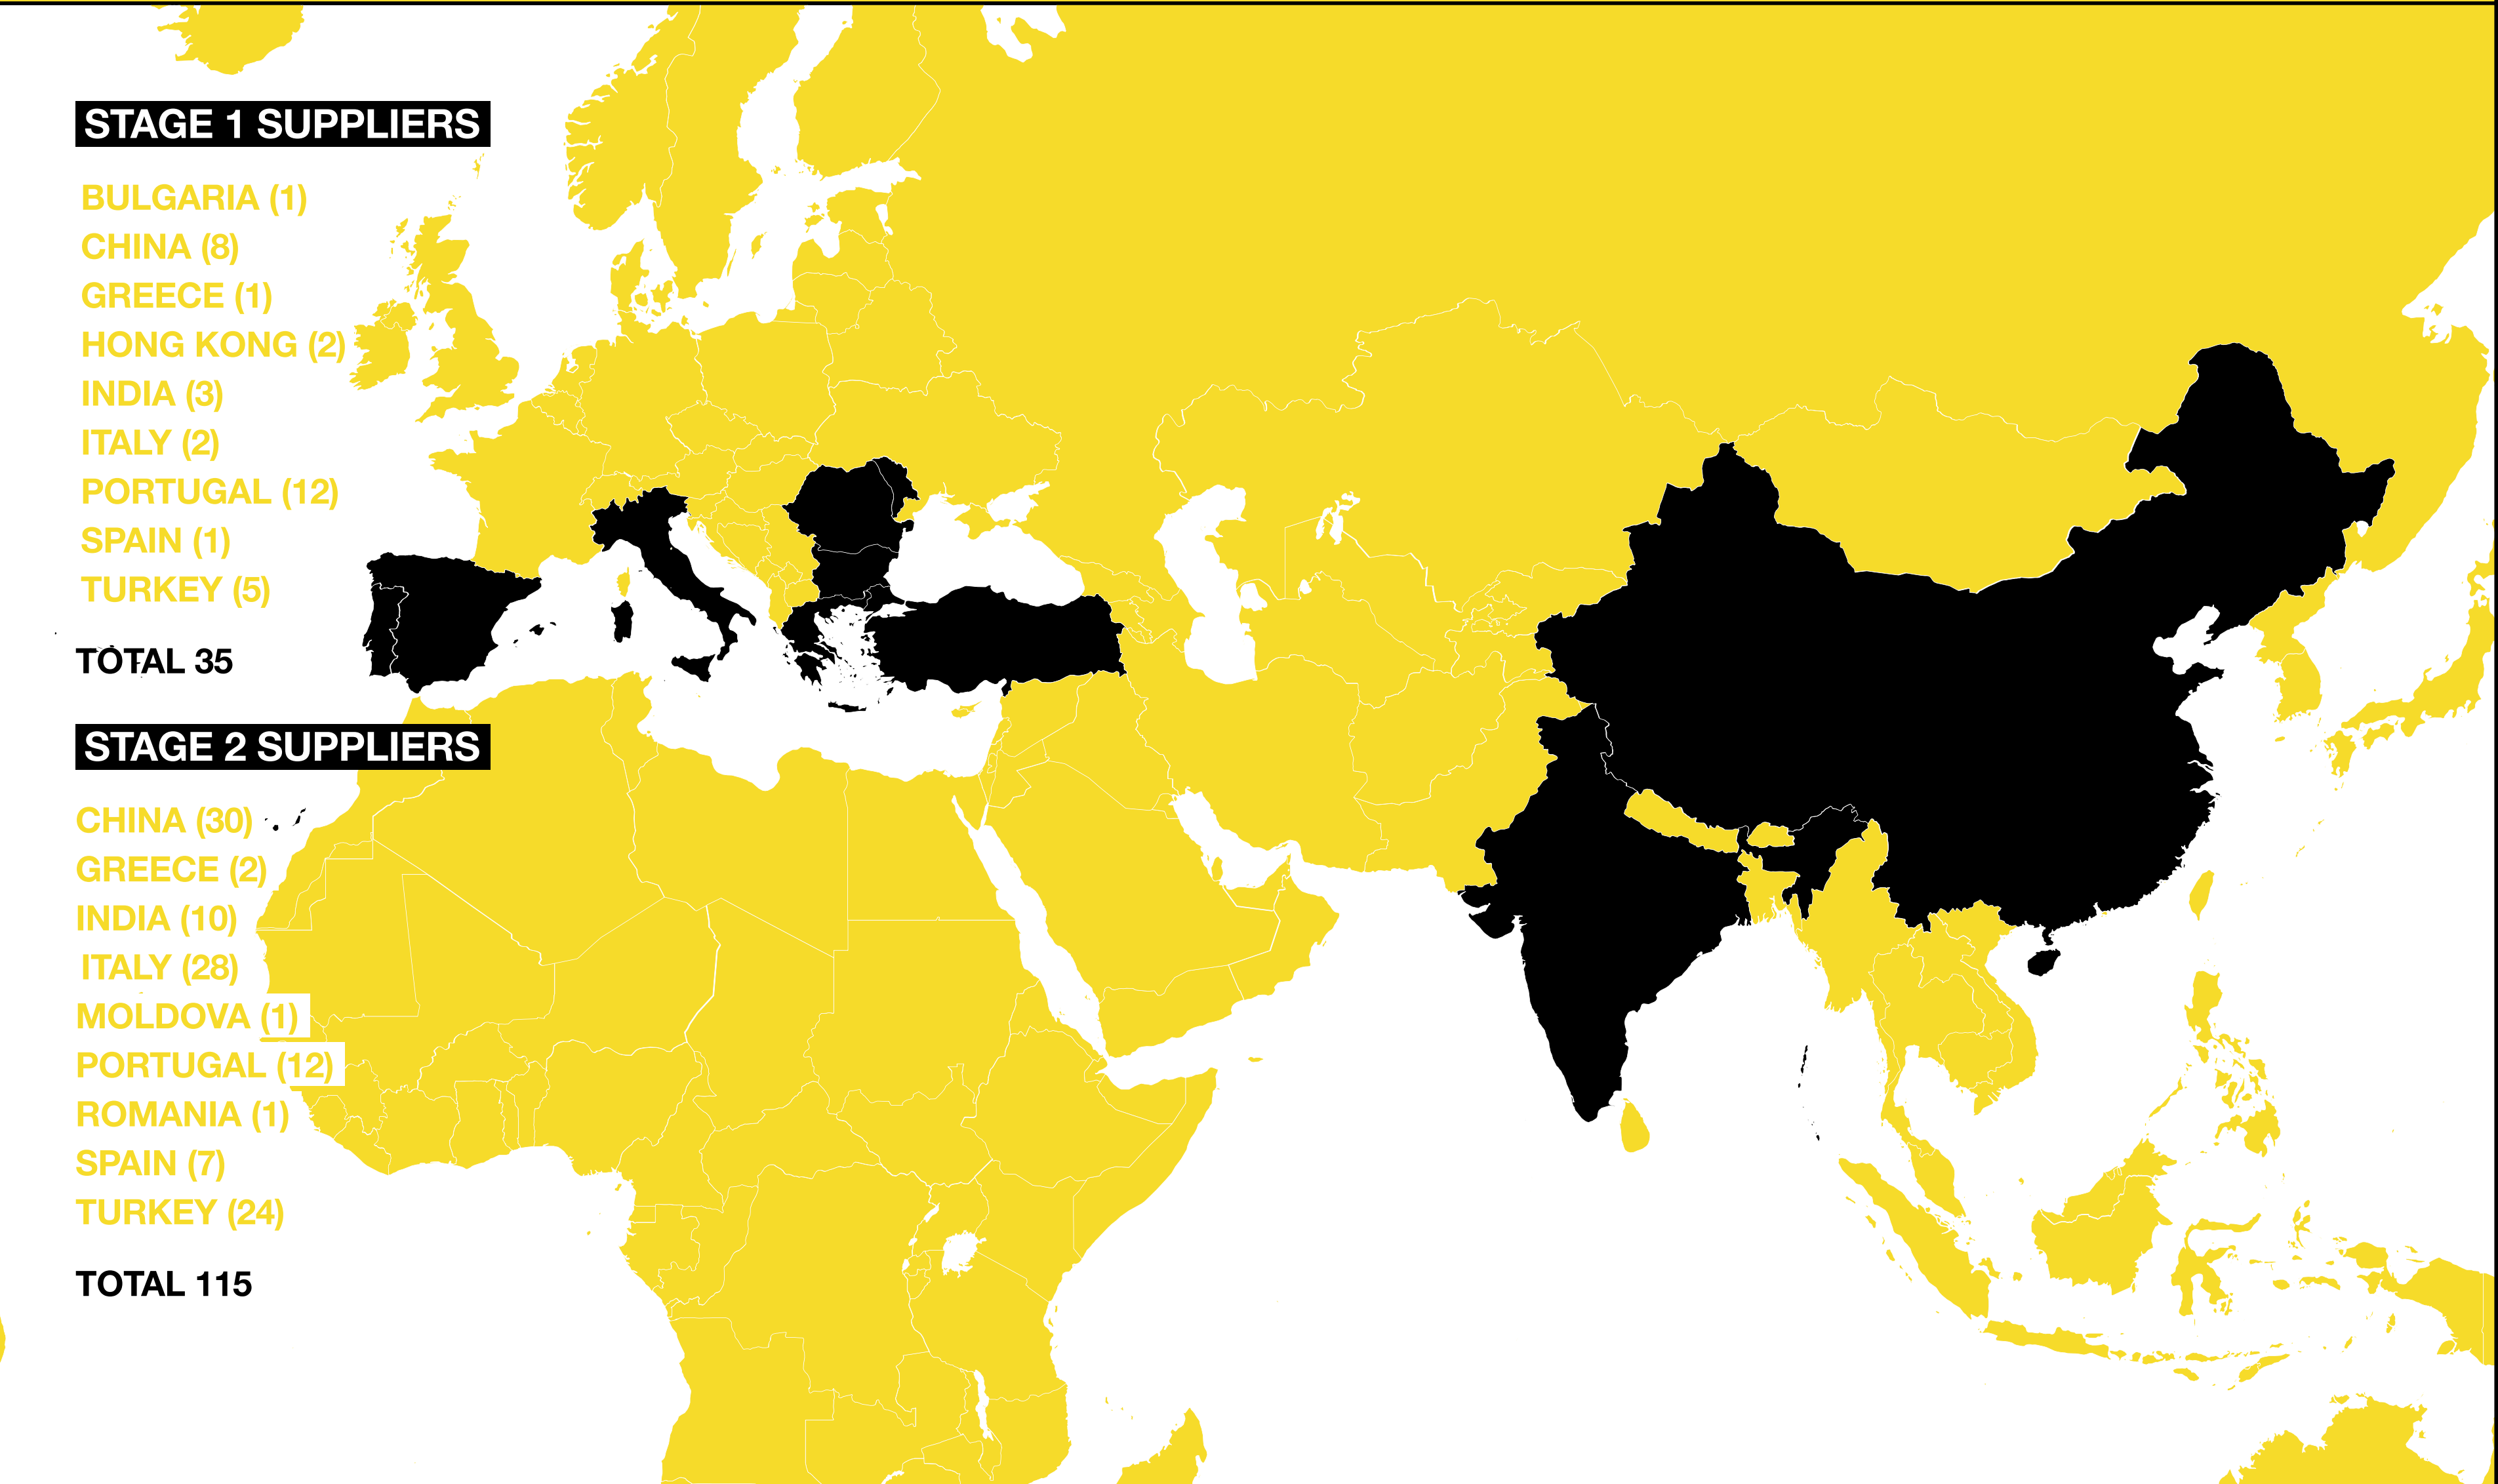 STAGE 1 SUPPLIERS
BULGARIA (1)
CHINA (8)
GREECE (1)
HONG KONG (2)
INDIA (3)
ITALY (2)
PORTUGAL (12)
SPAIN (1)
TURKEY (5)
TOTAL 35
STAGE 2 SUPPLIERS
CHINA (30)
GREECE (2)
INDIA (10)
ITALY (28)
MOLDOVA (1)
PORTUGAL (12)
ROMANIA (1)
SPAIN (7)
TURKEY (24)
TOTAL 115